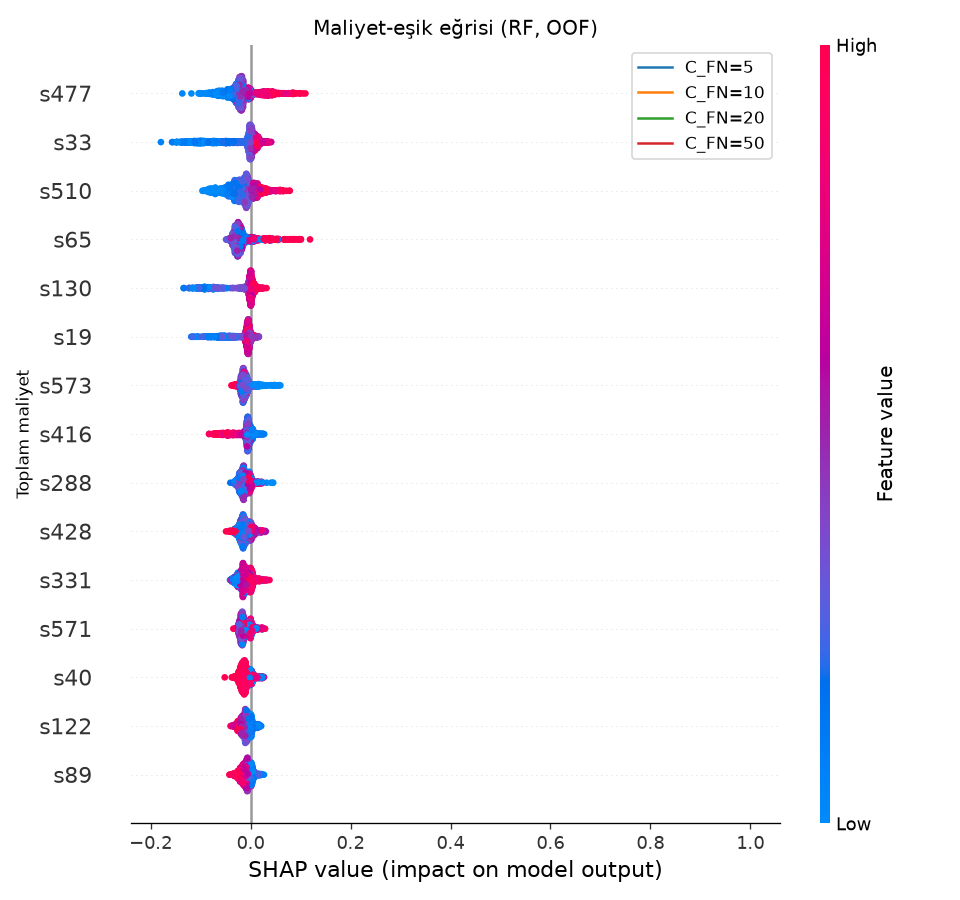 Maliyet-eşik eğrisi (RF, OOF)
C_FN=5
C_FN=10
C_FN=20
C_FN=50
High
s477
s33
s510
s65
s130
s19
s573
s416
s288
s428
s331
s571
s40
s122
s89
Toplam maliyet
Feature value
Low
−0.2 0.0 0.2 0.4 0.6 0.8 1.0
SHAP value (impact on model output)